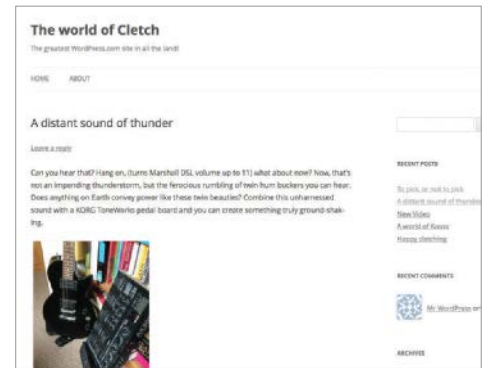 The world of Cletch
The greatest WordPress.com site in all the land!
HOME ABOUT
A distant sound of thunder
Leave a reply
Can you hear that? Hang on, (turns Marshall DSL volume up to 11) what about now? Now, that's
not an impending thunderstorm, but the ferocious rumbling of twin hum buckers you can hear.
Does anything on Earth convey power like these twin beauties? Combine this unharnessed
sound with a KORG ToneWorks pedal board and you can create something truly ground-shak-
ing.
RECENT POSTS
To pick, or not to pick
A distant sound of thunder
New Video
A world of
Happy cletching
RECENT COMMENTS
Mr WordPress
ARCHIVES